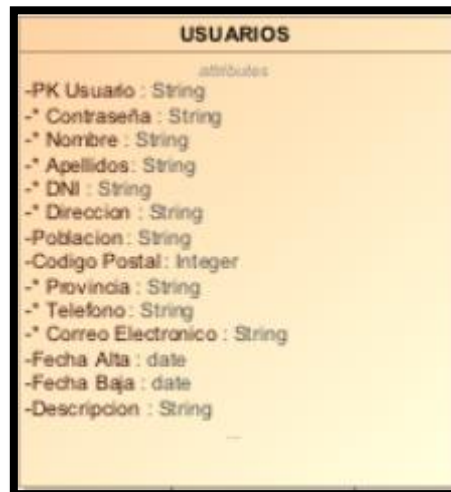 USUARIOS
attributes
-PK Usuario : String
-* Contraseña : String
-* Nombre : String
-* Apellidos: String
-* DNI : String
-* Direccion : String
-Poblacion: String
-Codigo Postal: Integer
-* Provincia : String
-* Telefono : String
-* Correo Electronico : String
-Fecha Alta : date
-Fecha Baja : date
-Descripcion : String
...